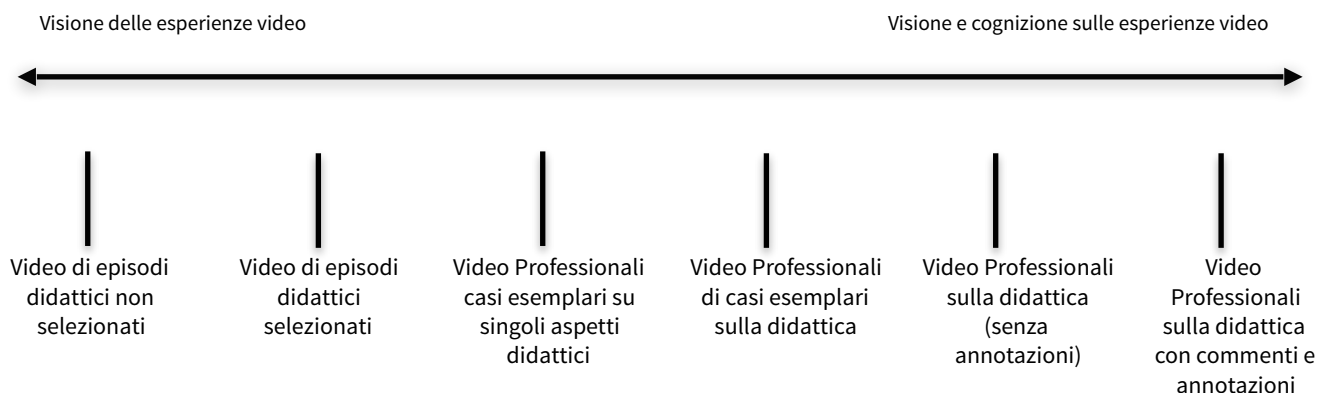 Visione delle esperienze video
Visione e cognizione sulle esperienze video
Video di episodi
didattici non
selezionati
Video di episodi
didattici
selezionati
Video Professionali
casi esemplari su
singoli aspetti
didattici
Video Professionali
di casi esemplari
sulla didattica
Video Professionali
sulla didattica
(senza
annotazioni)
Video
Professionali
sulla didattica
con commenti e
annotazioni